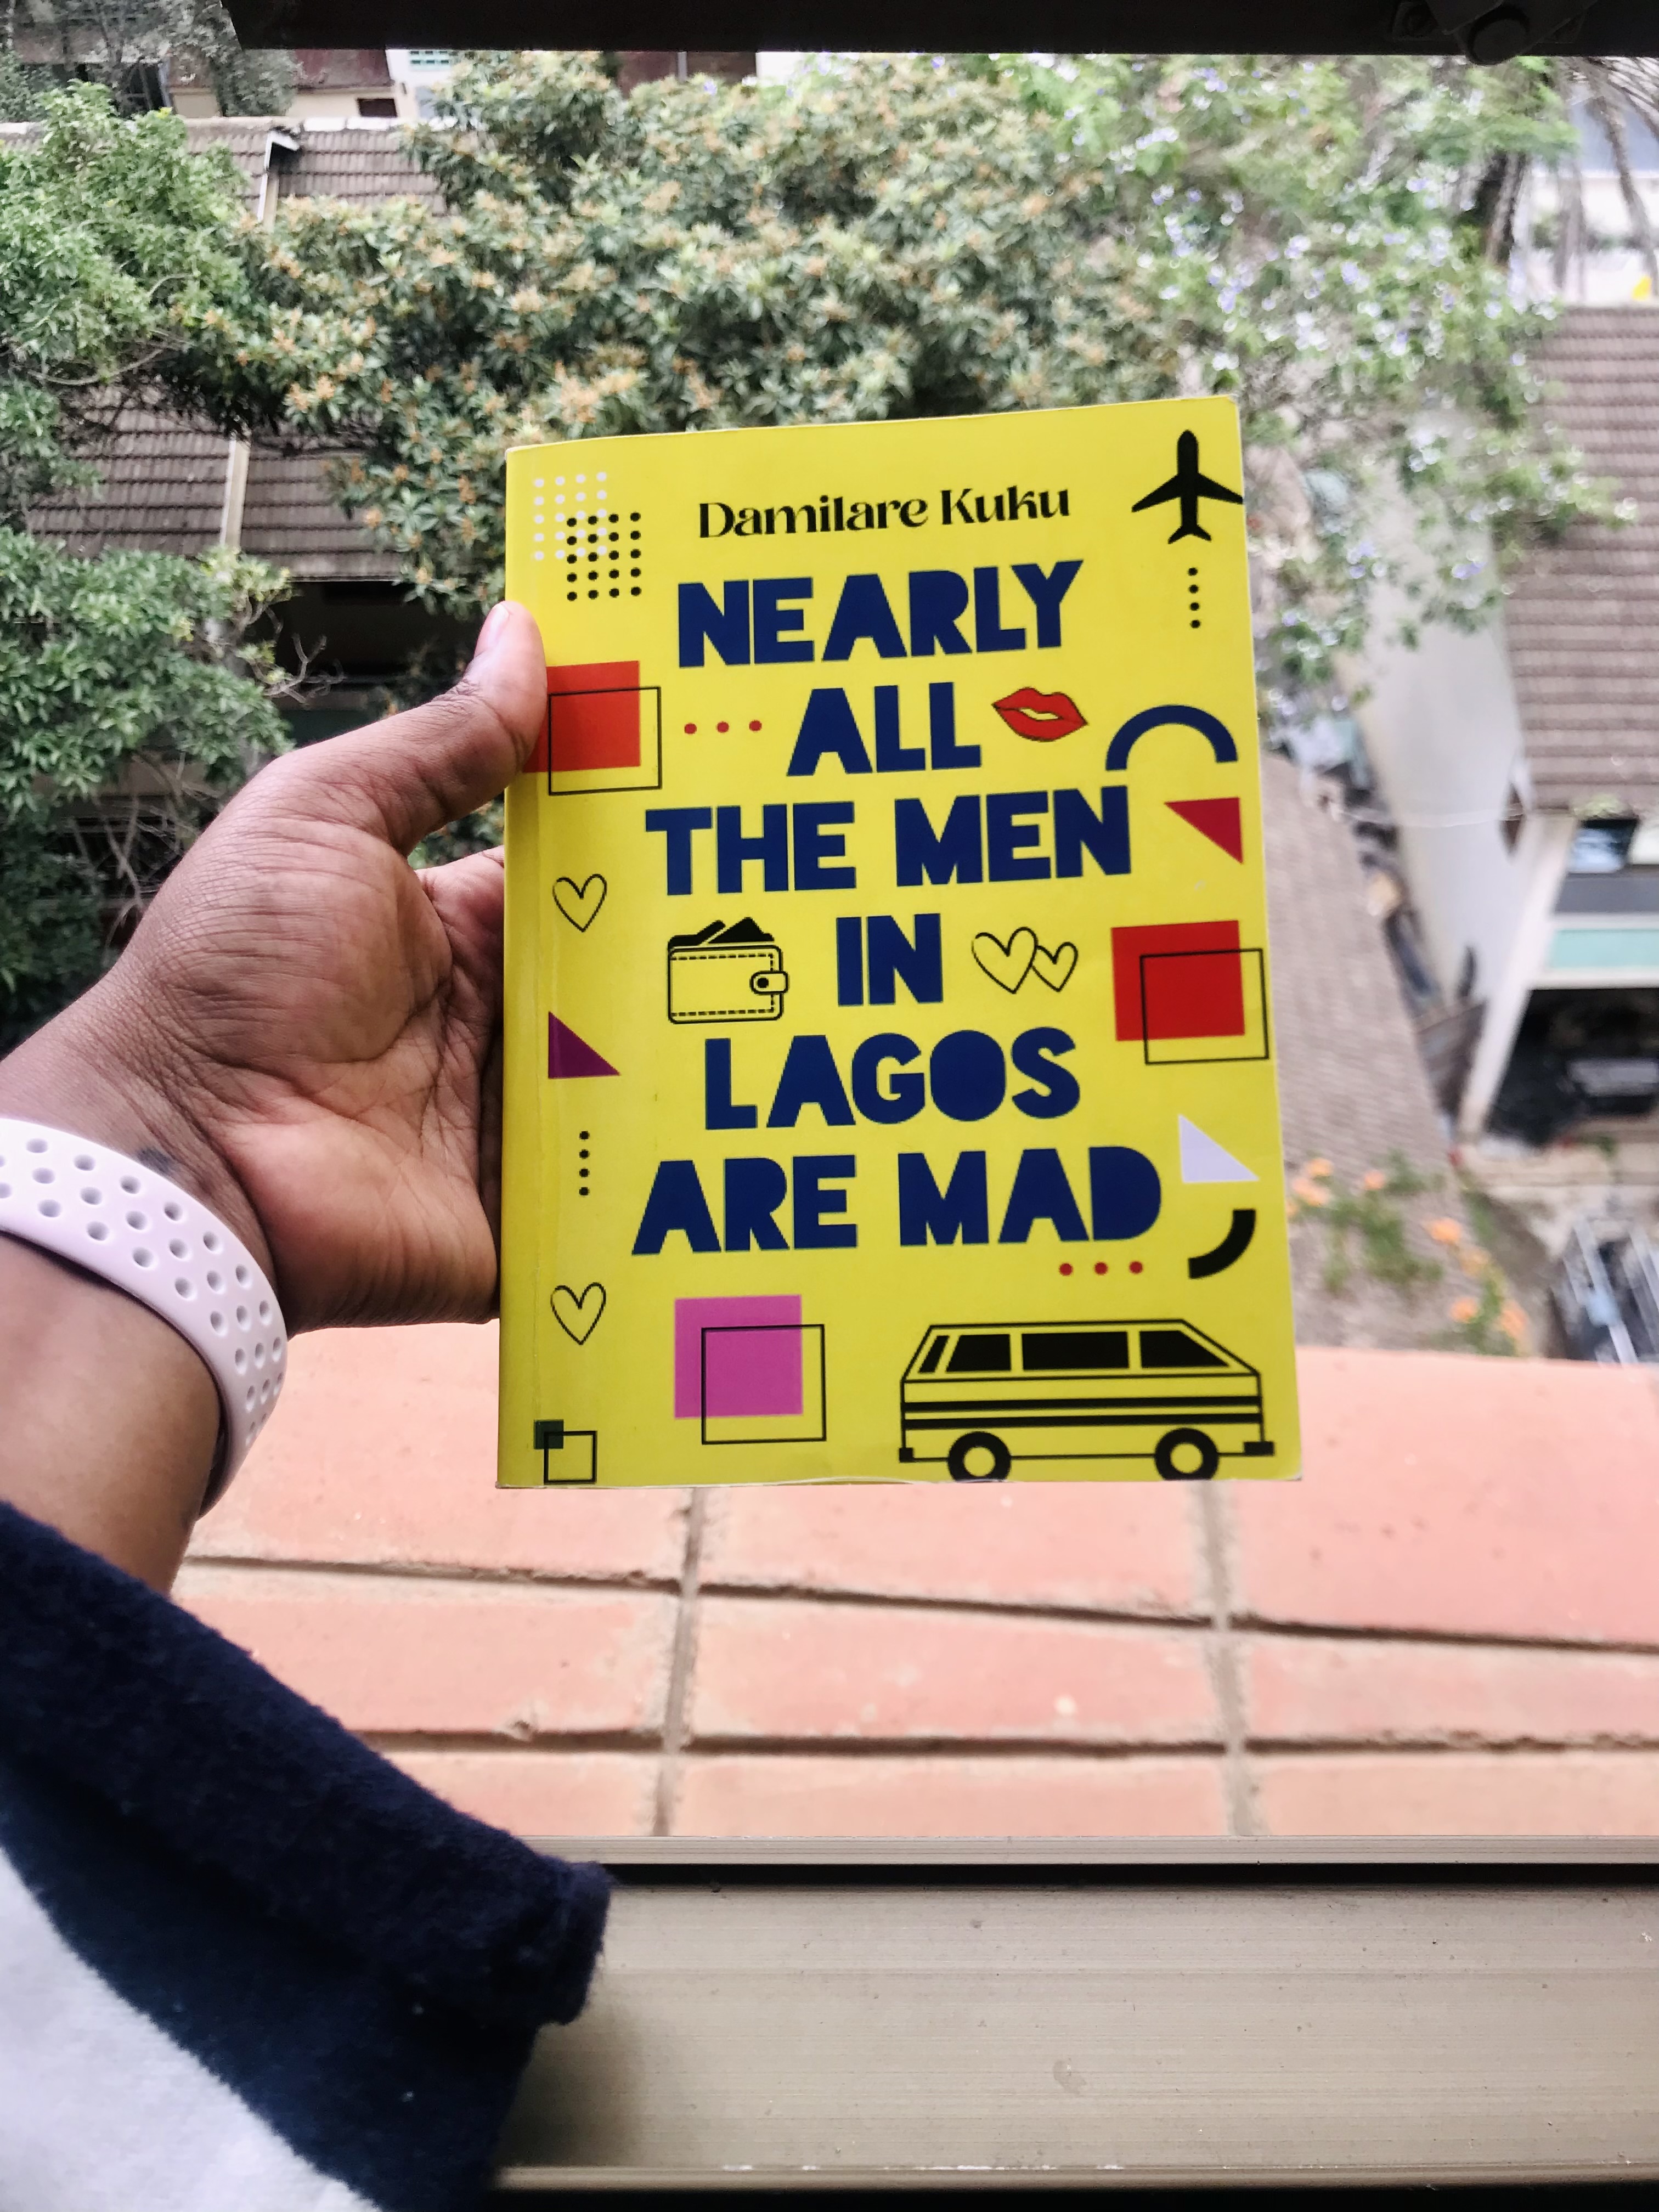 Damilare Kuku
NEARLY
ALL
THE MEN
IN
LAGOS
ARE MAD